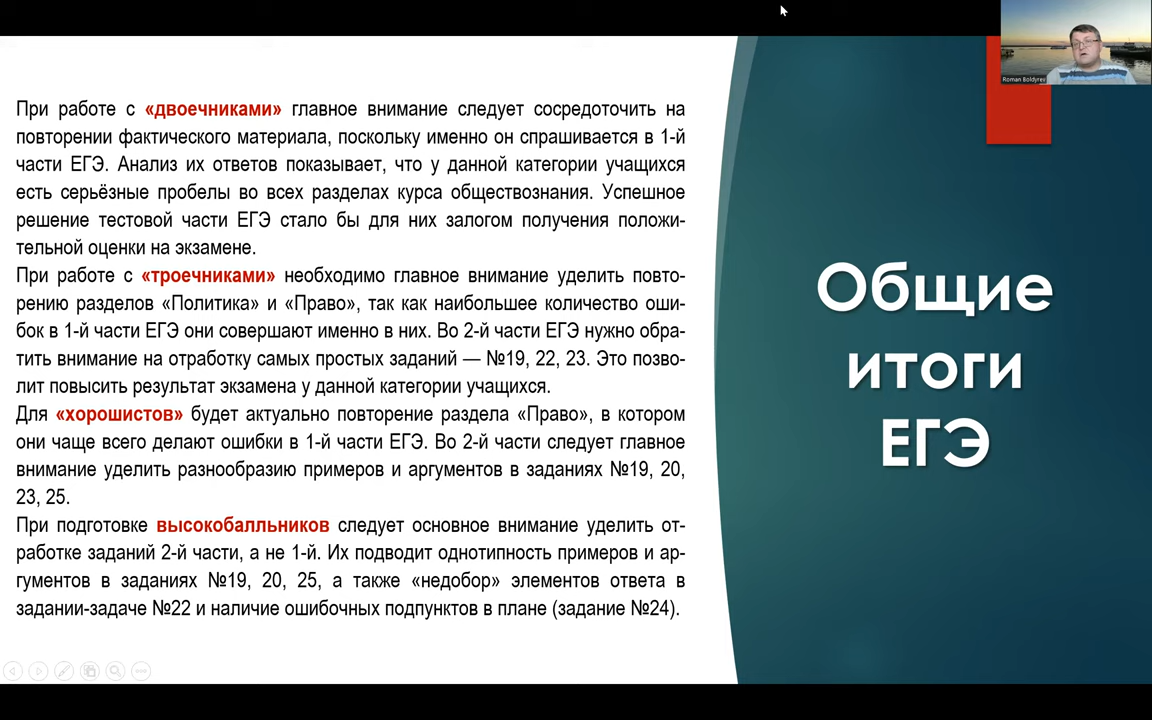 Roman Boldyrev
При работе с «двоечниками» главное внимание следует сосредоточить на
повторении фактического материала, поскольку именно он спрашивается в 1-й
части ЕГЭ. Анализ их ответов показывает, что у данной категории учащихся
есть серьёзные пробелы во всех разделах курса обществознания. Успешное
решение тестовой части ЕГЭ стало бы для них залогом получения положи-
тельной оценки на экзамене.
При работе с «троечниками» необходимо главное внимание уделить повто-
рению разделов «Политика» и «Право», так как наибольшее количество оши-
бок в 1-й части ЕГЭ они совершают именно в них. Во 2-й части ЕГЭ нужно обра-
тить внимание на отработку самых простых заданий — №19, 22, 23. Это позво-
лит повысить результат экзамена у данной категории учащихся.
Для «хорошистов» будет актуально повторение раздела «Право», в котором
они чаще всего делают ошибки в 1-й части ЕГЭ. Во 2-й части следует главное
внимание уделить разнообразию примеров и аргументов в заданиях №19, 20,
23, 25.
При подготовке высокобалльников следует основное внимание уделить от-
работке заданий 2-й части, а не 1-й. Их подводит однотипность примеров и ар-
гументов в заданиях №19, 20, 25, а также «недобор» элементов ответа в
задании-задаче №22 и наличие ошибочных подпунктов в плане (задание №24).
Общие
итоги
ЕГЭ